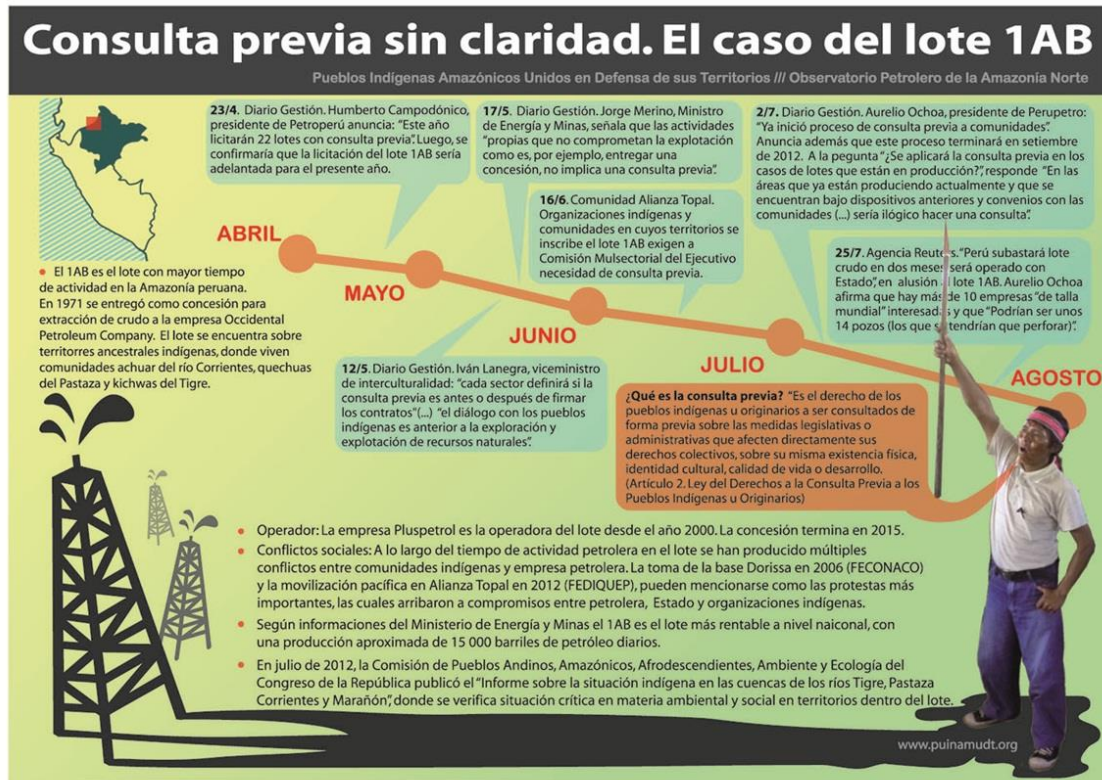 Consulta previa sin claridad. El caso del lote 1AB
Pueblos Indígenas Amazónicos Unidos en Defensa de sus Territorios /// Observatorio Petrolero de la Amazonía Norte
23/4. Diario Gestión. Humberto Campodónico,
presidente de Petroperú anuncia: “Este año
licitarán 22 lotes con consulta previa”. Luego, se
confirmaría que la licitación del lote 1AB sería
adelantada para el presente año.
17/5. Diario Gestión. Jorge Merino, Ministro
de Energía y Minas, señala que las actividades
“propias que no comprometan la explotación
como es, por ejemplo, entregar una
concesión, no implica una consulta previa”.
2/7. Diario Gestión. Aurelio Ochoa, presidente de Perupetro:
“Ya inició proceso de consulta previa a comunidades”.
Anuncia además que este proceso terminará en setiembre
de 2012. A la pegunta “¿Se aplicará la consulta previa en los
casos de lotes que están en producción?”, responde “En las
áreas que ya están produciendo actualmente y que se
encuentran bajo dispositivos anteriores y convenios con las
comunidades (...) sería ilógico hacer una consulta”.
16/6. Comunidad Alianza Topal.
Organizaciones indígenas y
comunidades en cuyos territorios se
inscribe el lote 1AB exigen a
Comisión Mulsectorial del Ejecutivo
necesidad de consulta previa.
25/7. Agencia Reuters. “Perú subastará lote
crudo en dos meses, será operado con
Estado”, en alusión lote 1AB. Aurelio Ochoa
afirma que hay más de 10 empresas “de talla
mundial” interesadas y que “Podrían ser unos
14 pozos (los que se tendrían que perforar)”.
ABRIL
MAYO
JUNIO
JULIO
AGOSTO
• El 1AB es el lote con mayor tiempo
de actividad en la Amazonía peruana.
En 1971 se entregó como concesión para
extracción de crudo a la empresa Occidental
Petroleum Company. El lote se encuentra sobre
territorres ancestrales indígenas, donde viven
comunidades achuar del río Corrientes, quechuas
del Pastaza y kichwas del Tigre.
12/5. Diario Gestión. Iván Lanegra, viceministro
de interculturalidad: “cada sector definirá si la
consulta previa es antes o después de firmar
los contratos”(...) “el diálogo con los pueblos
indígenas es anterior a la exploración y
explotación de recursos naturales”.
¿Qué es la consulta previa? “Es el derecho de los
pueblos indígenas u originarios a ser consultados de
forma previa sobre las medidas legislativas o
administrativas que afecten directamente sus
derechos colectivos, sobre su misma existencia física,
identidad cultural, calidad de vida o desarrollo.
(Artículo 2. Ley del Derechos a la Consulta Previa a los
Pueblos Indígenas u Originarios)
• Operador: La empresa Pluspetrol es la operadora del lote desde el año 2000. La concesión termina en 2015.
• Conflictos sociales: A lo largo del tiempo de actividad petrolera en el lote se han producido múltiples
conflictos entre comunidades indígenas y empresa petrolera. La toma de la base Dorissa en 2006 (FECONACO)
y la movilización pacífica en Alianza Topal en 2012 (FEDIQUEP), pueden mencionarse como las protestas más
importantes, las cuales arribaron a compromisos entre petrolera, Estado y organizaciones indígenas.
• Según informaciones del Ministerio de Energía y Minas el 1AB es el lote más rentable a nivel naiconal, con
una producción aproximada de 15 000 barriles de petróleo diarios.
• En julio de 2012, la Comisión de Pueblos Andinos, Amazónicos, Afrodescendientes, Ambiente y Ecología del
Congreso de la República publicó el “Informe sobre la situación indígena en las cuencas de los ríos Tigre, Pastaza
Corrientes y Marañón”, donde se verifica situación crítica en materia ambiental y social en territorios dentro del lote.
www.puinamudt.org